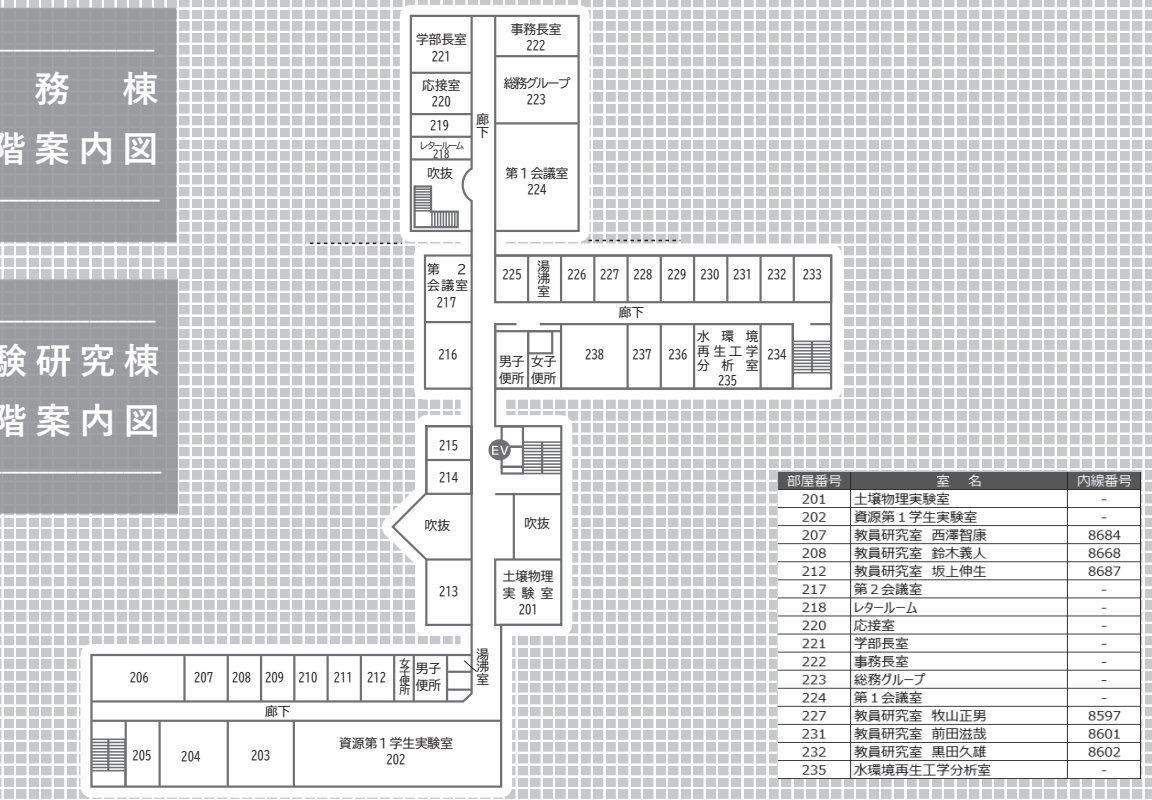 務棟
階案内図
験研究棟
階案内図
学部長室
221
応接室
220
219
レタールーム
218
吹抜
廊下
事務長室
222
総務グループ
223
第1会議室
224
第2
会議室
217
216
225
湯沸室
226
227
228
229
230
231
232
233
廊下
男子
便所
女子
便所
238
237
236
水環境
再生工学
分析室
235
234
215
214
吹抜
213
EV
吹抜
土壌物理
実験室
201
206
207
208
209
210
211
212
女子便所
男子
便所
湯沸室
廊下
205
204
203
資源第1学生実験室
202
部屋番号 室名 内線番号
201 土壌物理実験室 -
202 資源第1学生実験室 -
207 教員研究室 西澤智康 8684
208 教員研究室 鈴木義人 8668
212 教員研究室 坂上伸生 8687
217 第2会議室 -
218 レタールーム -
220 応接室 -
221 学部長室 -
222 事務長室 -
223 総務グループ -
224 第1会議室 -
227 教員研究室 牧山正男 8597
231 教員研究室 前田滋哉 8601
232 教員研究室 黒田久雄 8602
235 水環境再生工学分析室 -